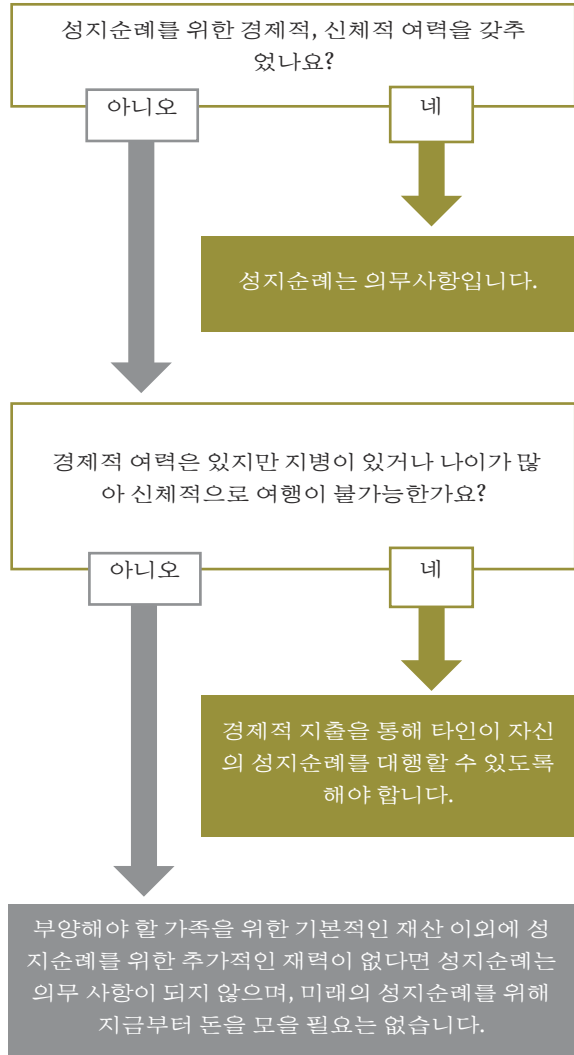 성지순례를 위한 경제적, 신체적 여력을 갖추
었나요?
아니오
네
성지순례는 의무사항입니다.
경제적 여력은 있지만 지병이 있거나 나이가 많
아 신체적으로 여행이 불가능한가요?
아니오
네
경제적 지출을 통해 타인이 자신
의 성지순례를 대행할 수 있도록
해야 합니다.
부양해야 할 가족을 위한 기본적인 재산 이외에 성
지순례를 위한 추가적인 재력이 없다면 성지순례는
의무 사항이 되지 않으며, 미래의 성지순례를 위해
지금부터 돈을 모을 필요는 없습니다.